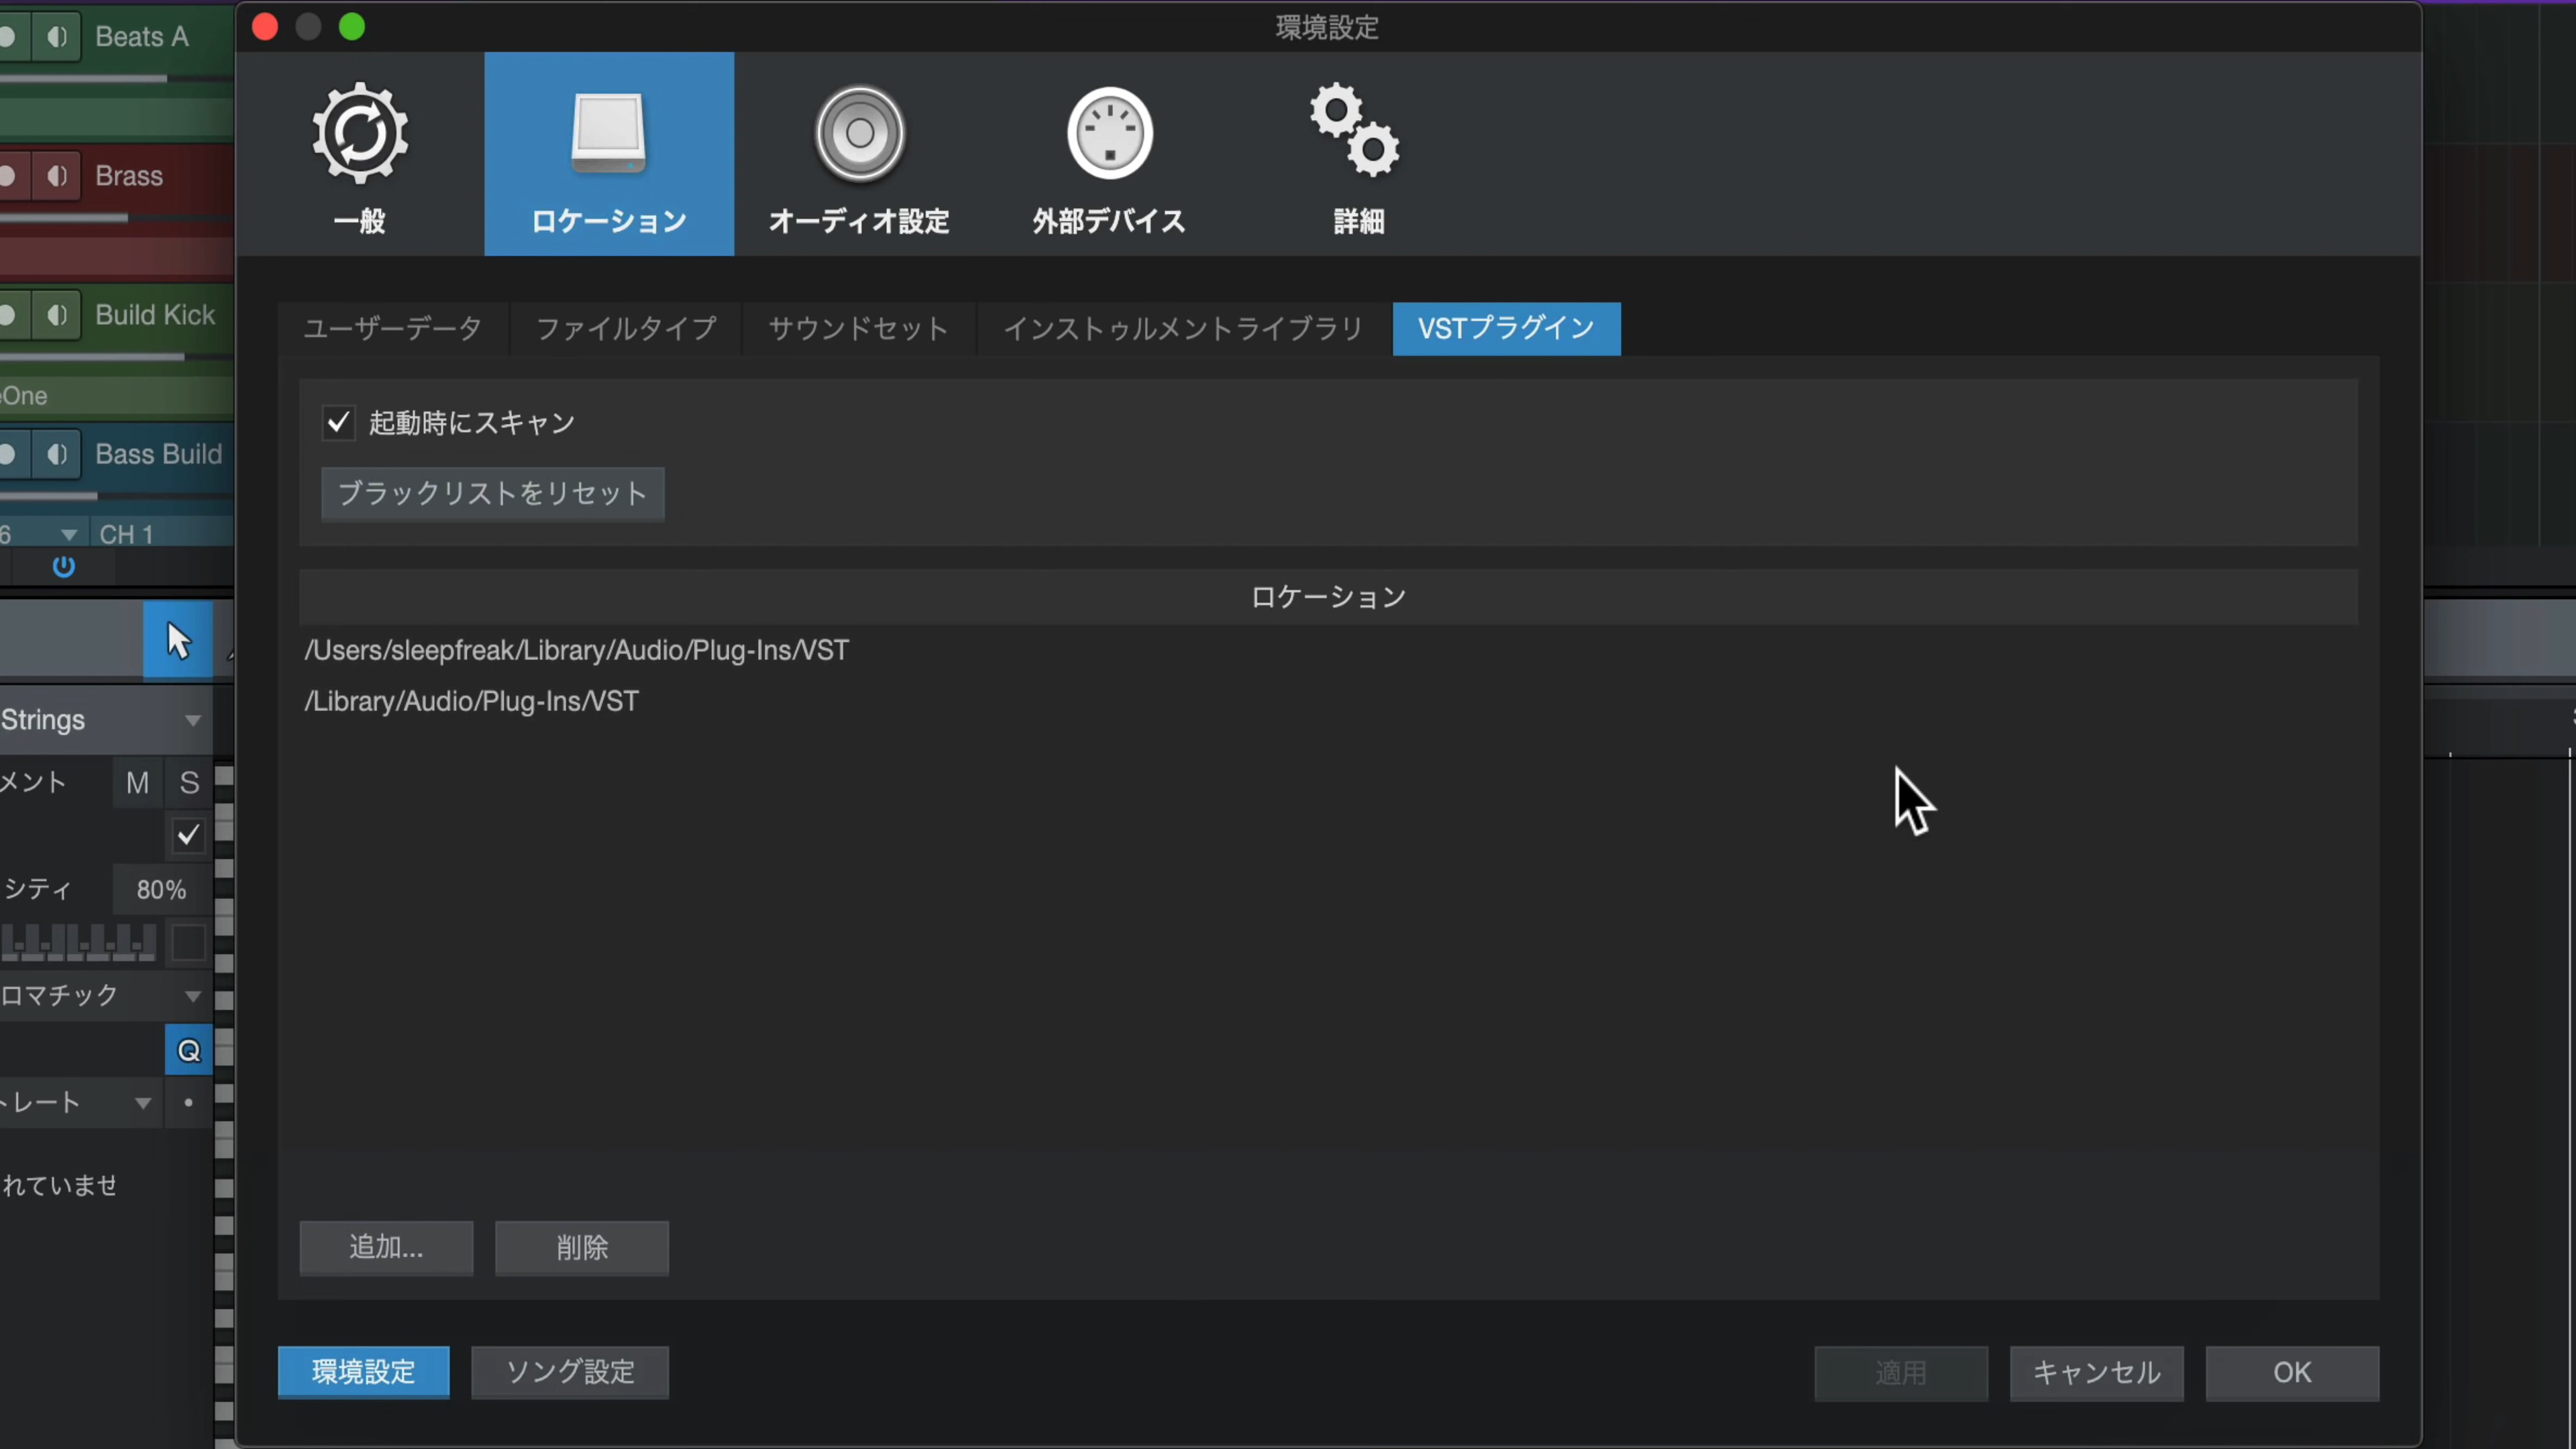 環境設定
一般
ロケーション
オーディオ設定
外部デバイス
詳細
ユーザーデータ
ファイルタイプ
サウンドセット
インストゥルメントライブラリ
VSTプラグイン
起動時にスキャン
ブラックリストをリセット
ロケーション
/Users/sleepfreak/Library/Audio/Plug-Ins/VST
/Library/Audio/Plug-Ins/VST
追加...
削除
環境設定
ソング設定
適用
キャンセル
OK
Beats A
Brass
Build Kick
One
Bass Build
6
CH 1
Strings
メント
M S
シティ
80%
ロマチック
Q
トレート
れていませ